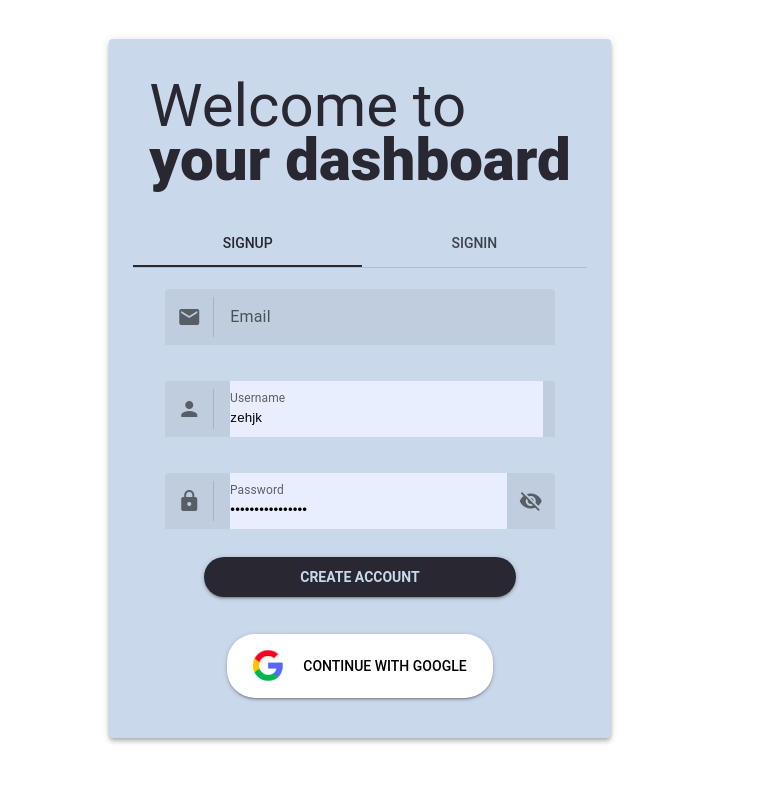 Welcome to
your dashboard
SIGNUP
SIGNIN
Email
Username
zehjk
Password
••••••••••••••••
CREATE ACCOUNT
CONTINUE WITH GOOGLE